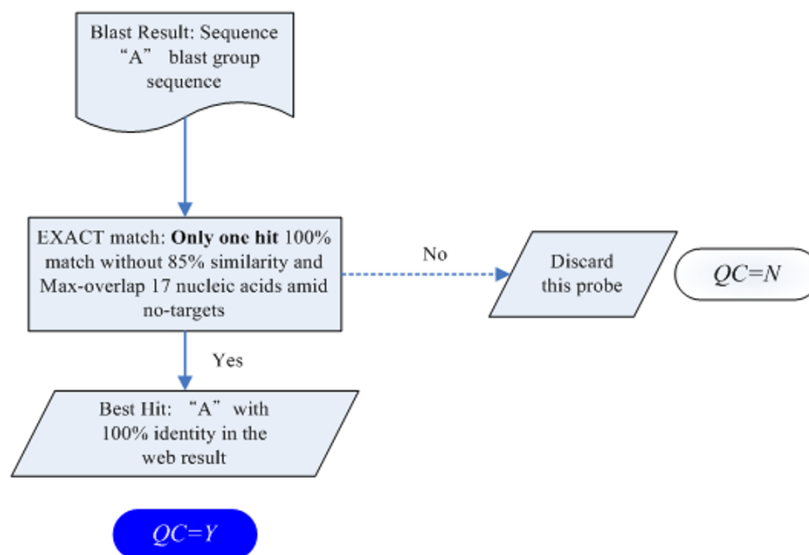 Blast Result: Sequence
“A” blast group
sequence
EXACT match: Only one hit 100%
match without 85% similarity and
Max-overlap 17 nucleic acids amid
no-targets
No
Discard
this probe
QC=N
Yes
Best Hit: “A” with
100% identity in the
web result
QC=Y